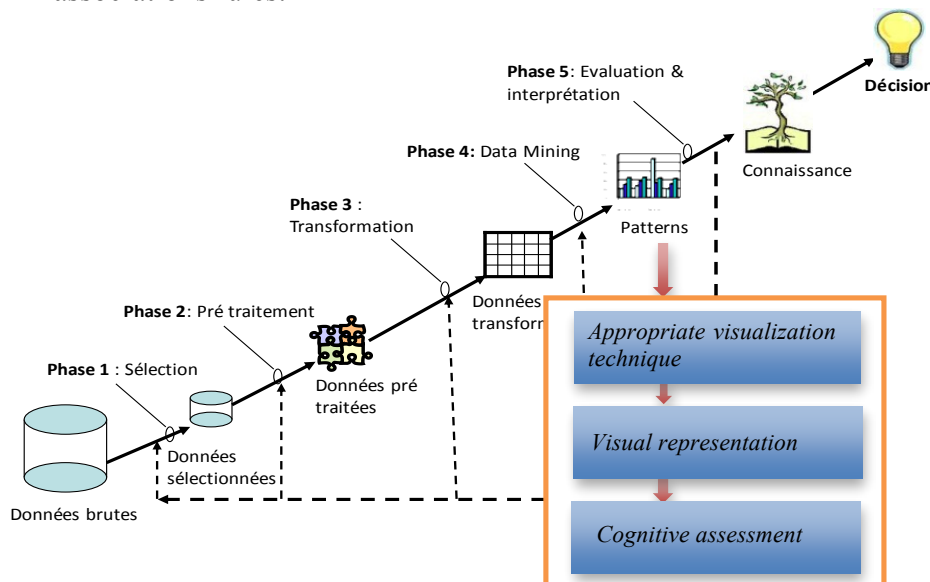 Décision
Phase 5: Evaluation &
interprétation
Phase 4: Data Mining
Connaissance
Phase 3 :
Transformation
Patterns
Phase 2: Pré traitement
Données
transform
Appropriate visualization
technique
Phase 1 : Sélection
Données pré
traitées
Visual representation
Données
sélectionnées
Données brutes
Cognitive assessment